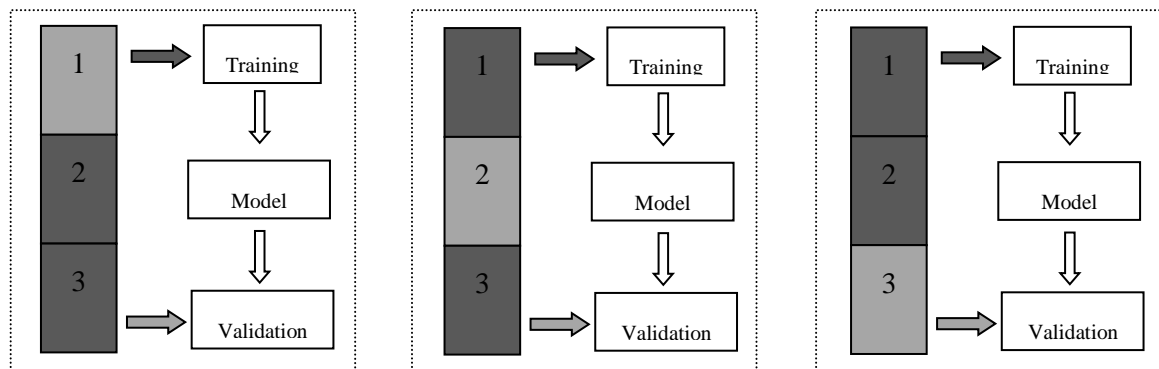 1
Training
2
Model
3
Validation
1
Training
2
Model
3
Validation
1
Training
2
Model
3
Validation